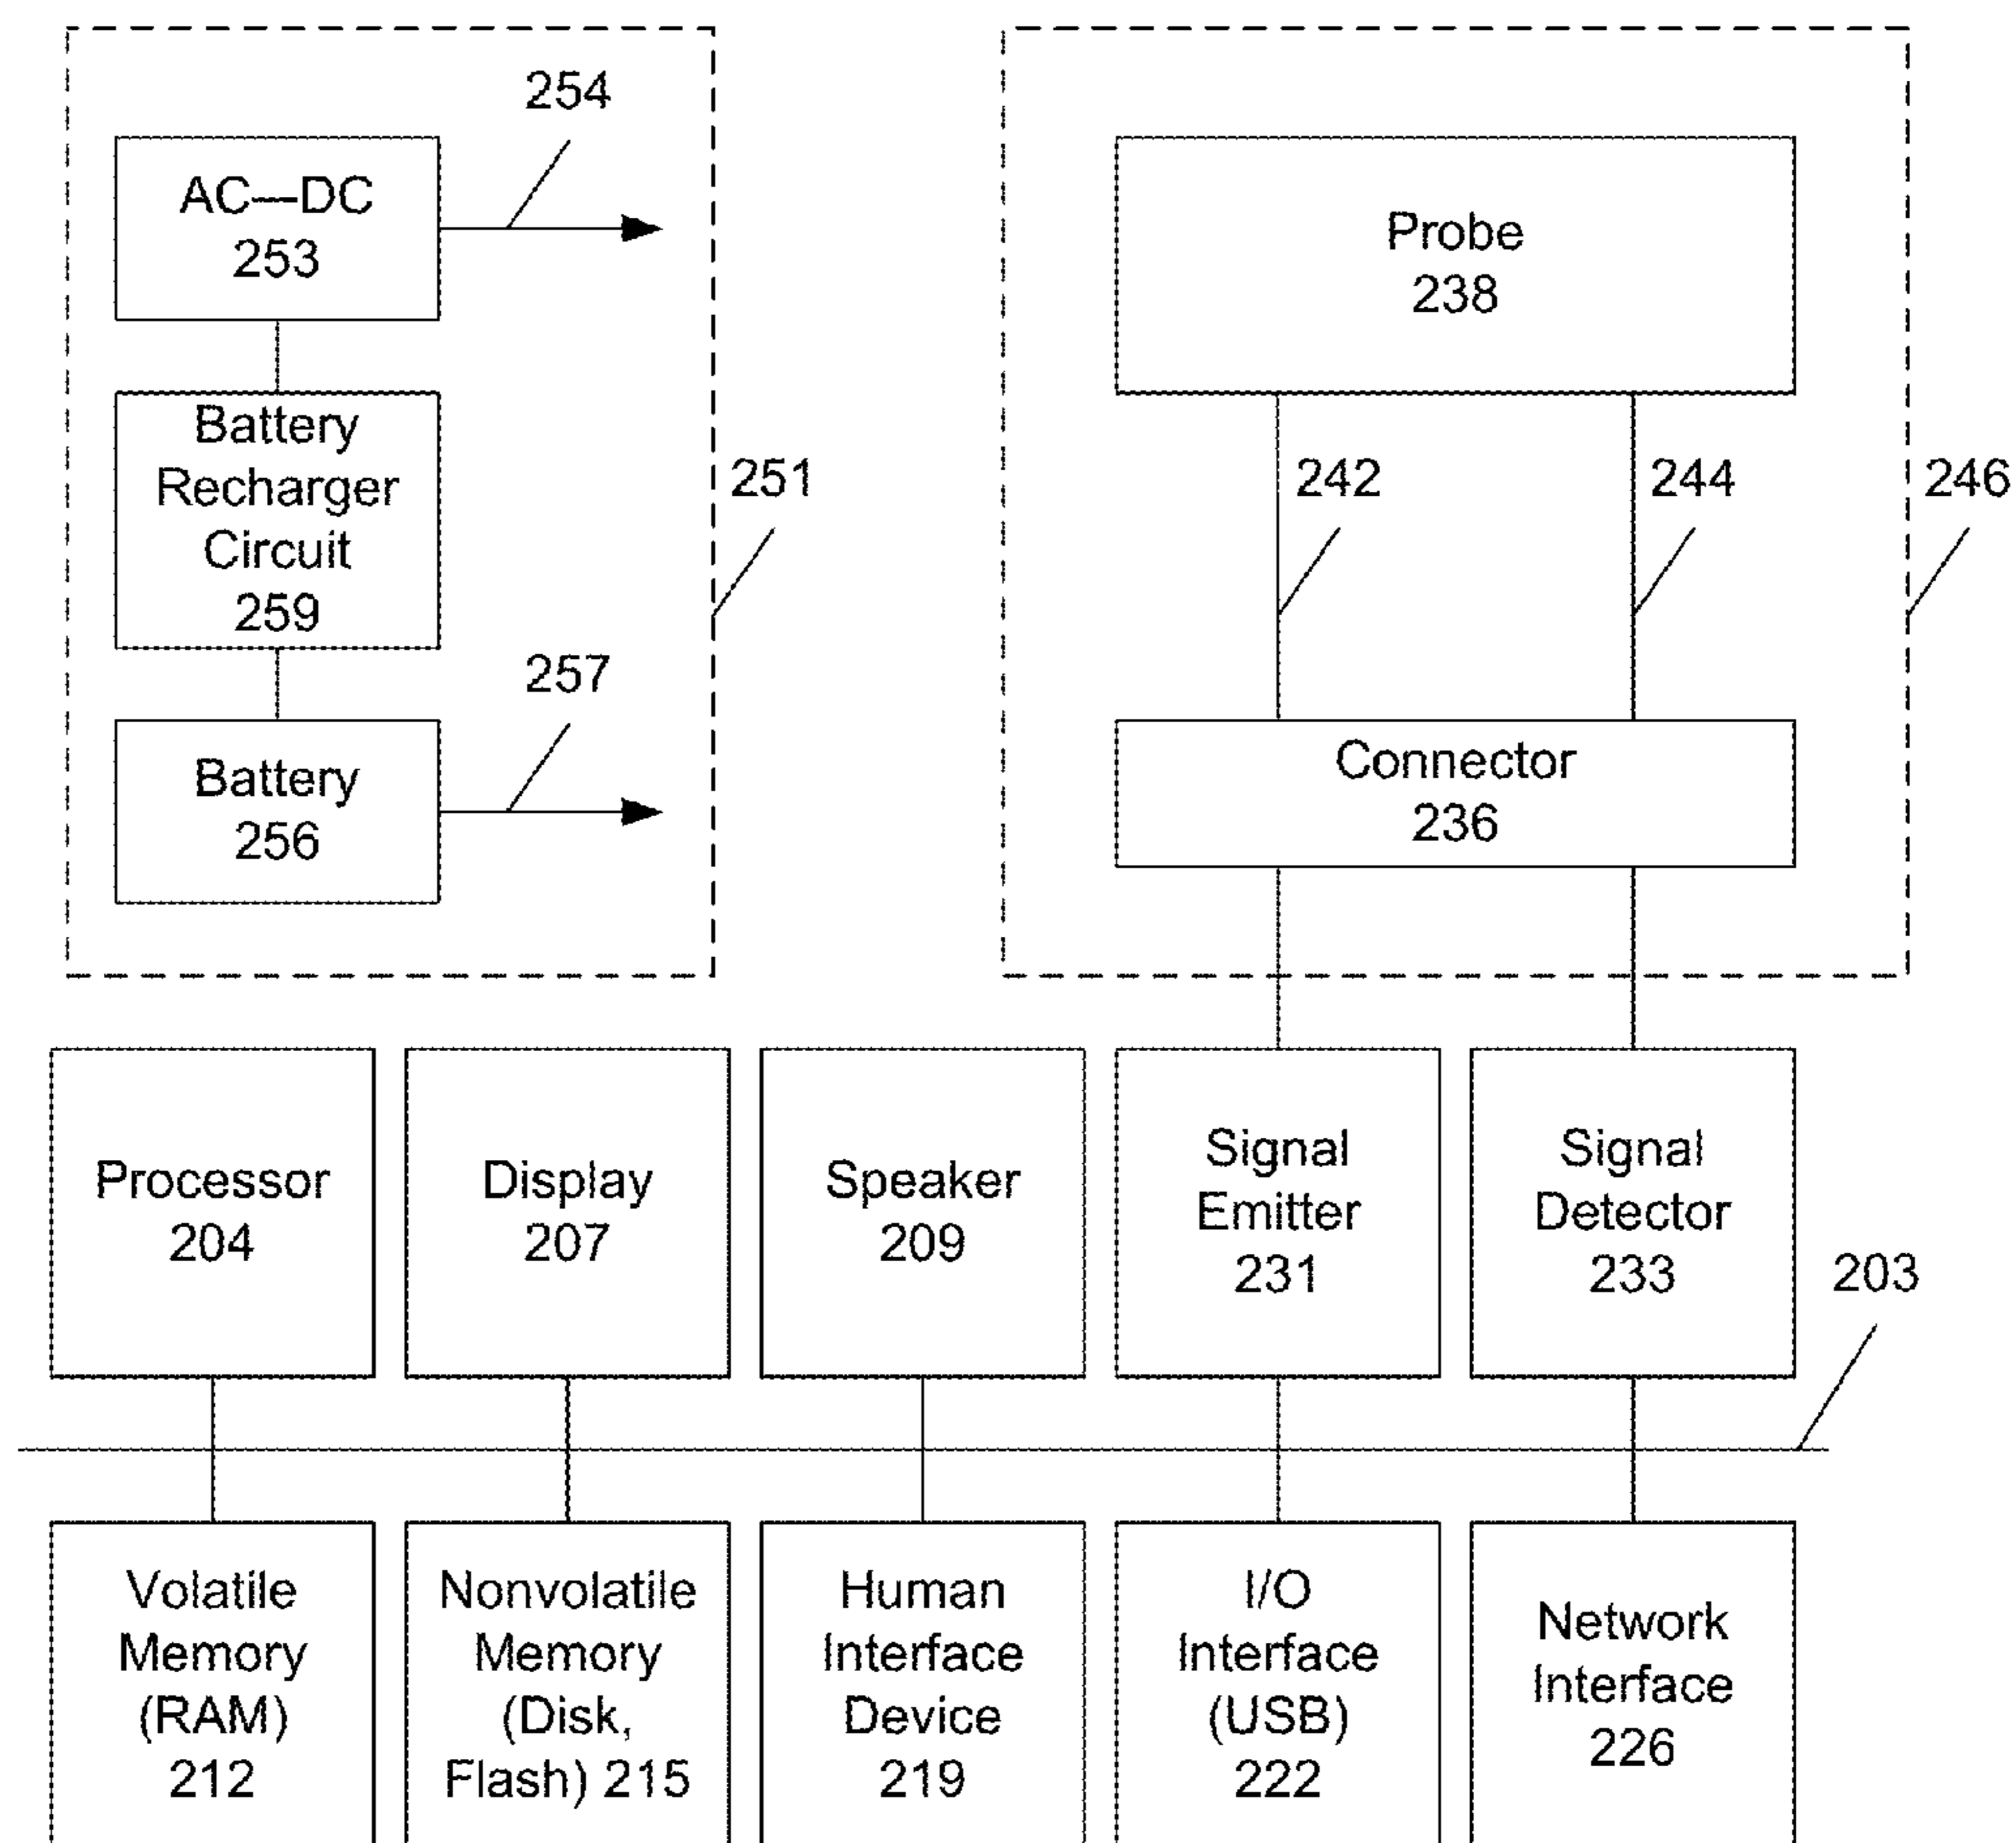 254
AC—DC
253
Probe
238
Battery
Recharger
Circuit
259
251
242
244
246
257
Battery
256
Connector
236
Processor
204
Display
207
Speaker
209
Signal
Emitter
231
Signal
Detector
233
203
Volatile
Memory
(RAM)
212
Nonvolatile
Memory
(Disk,
Flash) 215
Human
Interface
Device
219
I/O
Interface
(USB)
222
Network
Interface
226